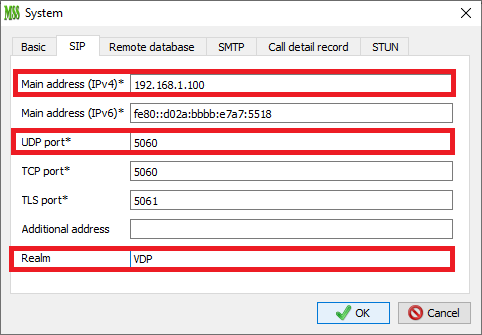 MSS System
Basic SIP Remote database SMTP Call detail record STUN
Main address (IPv4)* 192.168.1.100
Main address (IPv6)* fe80::d02a:bbbb:e7a7:5518
UDP port* 5060
TCP port* 5060
TLS port* 5061
Additional address
Realm VDP
OK Cancel